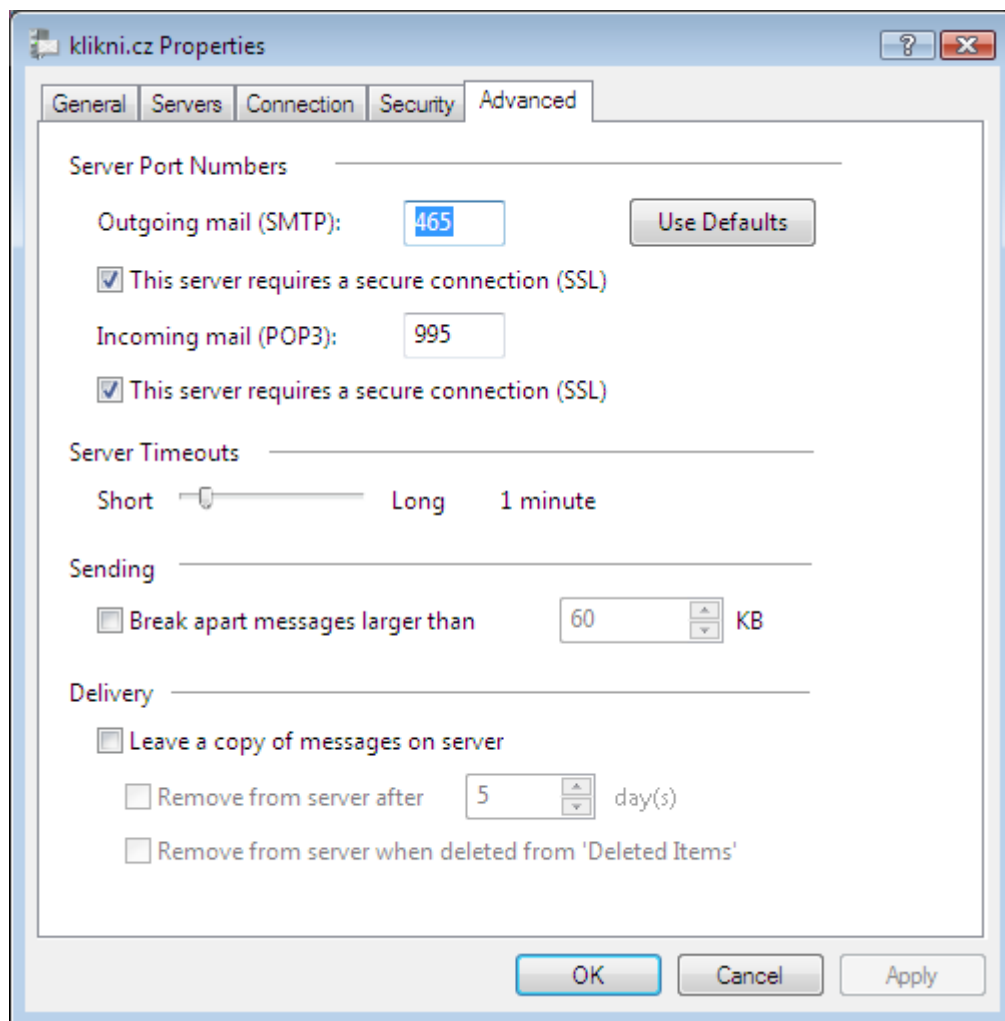 klikni.cz Properties
General Servers Connection Security Advanced
Server Port Numbers
Outgoing mail (SMTP): 465 Use Defaults
This server requires a secure connection (SSL)
Incoming mail (POP3): 995
This server requires a secure connection (SSL)
Server Timeouts
Short Long 1 minute
Sending
Break apart messages larger than 60 KB
Delivery
Leave a copy of messages on server
Remove from server after 5 day(s)
Remove from server when deleted from 'Deleted Items'
OK Cancel Apply